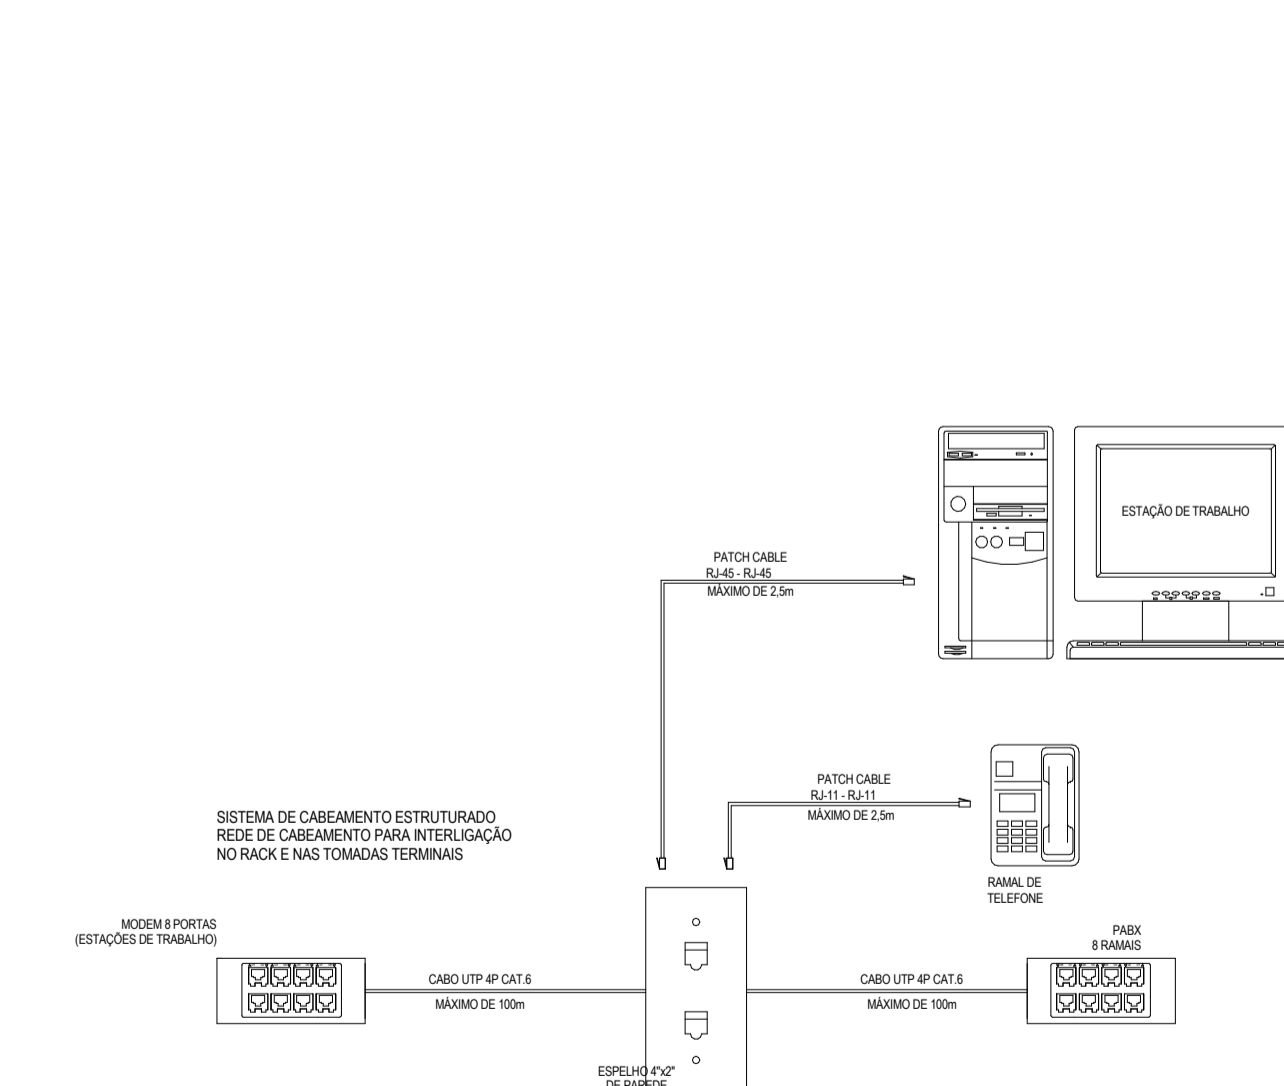 ESTAÇÃO DE TRABALHO
PATCH CABLE
RJ-45 - RJ-45
MÁXIMO DE 2,5m
PATCH CABLE
RJ-11 - RJ-11
MÁXIMO DE 2,5m
SISTEMA DE CABEAMENTO ESTRUTURADO
REDE DE CABEAMENTO PARA INTERLIGAÇÃO
NO RACK E NAS TOMADAS TERMINAIS
RAMAL DE
TELEFONE
MODEM 8 PORTAS
(ESTAÇÕES DE TRABALHO)
PABX
8 RAMAIS
CABO UTP 4P CAT.6
MÁXIMO DE 100m
CABO UTP 4P CAT.6
MÁXIMO DE 100m
ESPELHO 4"x2"
DE PAREDE